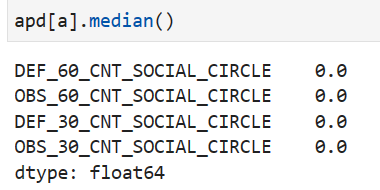 apd[a].median()
DEF_60_CNT_SOCIAL_CIRCLE    0.0
OBS_60_CNT_SOCIAL_CIRCLE    0.0
DEF_30_CNT_SOCIAL_CIRCLE    0.0
OBS_30_CNT_SOCIAL_CIRCLE    0.0
dtype: float64